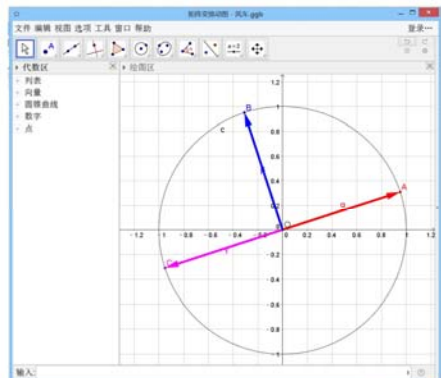 矩阵变换动图 - 风车.ggb
文件 编辑 视图 选项 工具 窗口 帮助
登录…
A
a=2
代数区
绘图区
列表
向量
圆锥曲线
数字
点
1.2
1
0.8
0.6
0.4
0.2
0
-0.2
-0.4
-0.6
-0.8
-1
-1.2 -1 -0.8 -0.6 -0.4 -0.2 0 0.2 0.4 0.6 0.8 1 1.2
B
c
β
A
α
O
C
γ
输入: